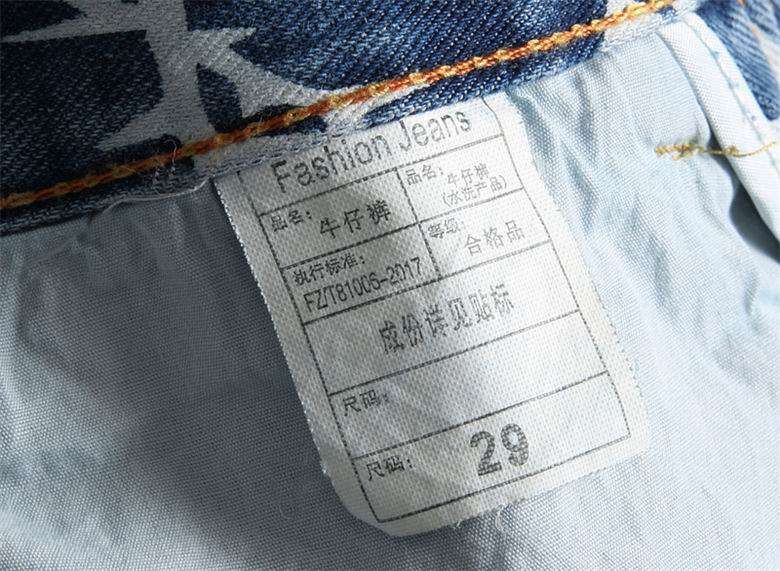 Fashion Jeans
品名: 牛仔裤
品名: 牛仔裤
(水洗产品)
执行标准:
FZ/T81006-2017
等级: 合格品
成份详见贴标
尺码:
尺码: 29